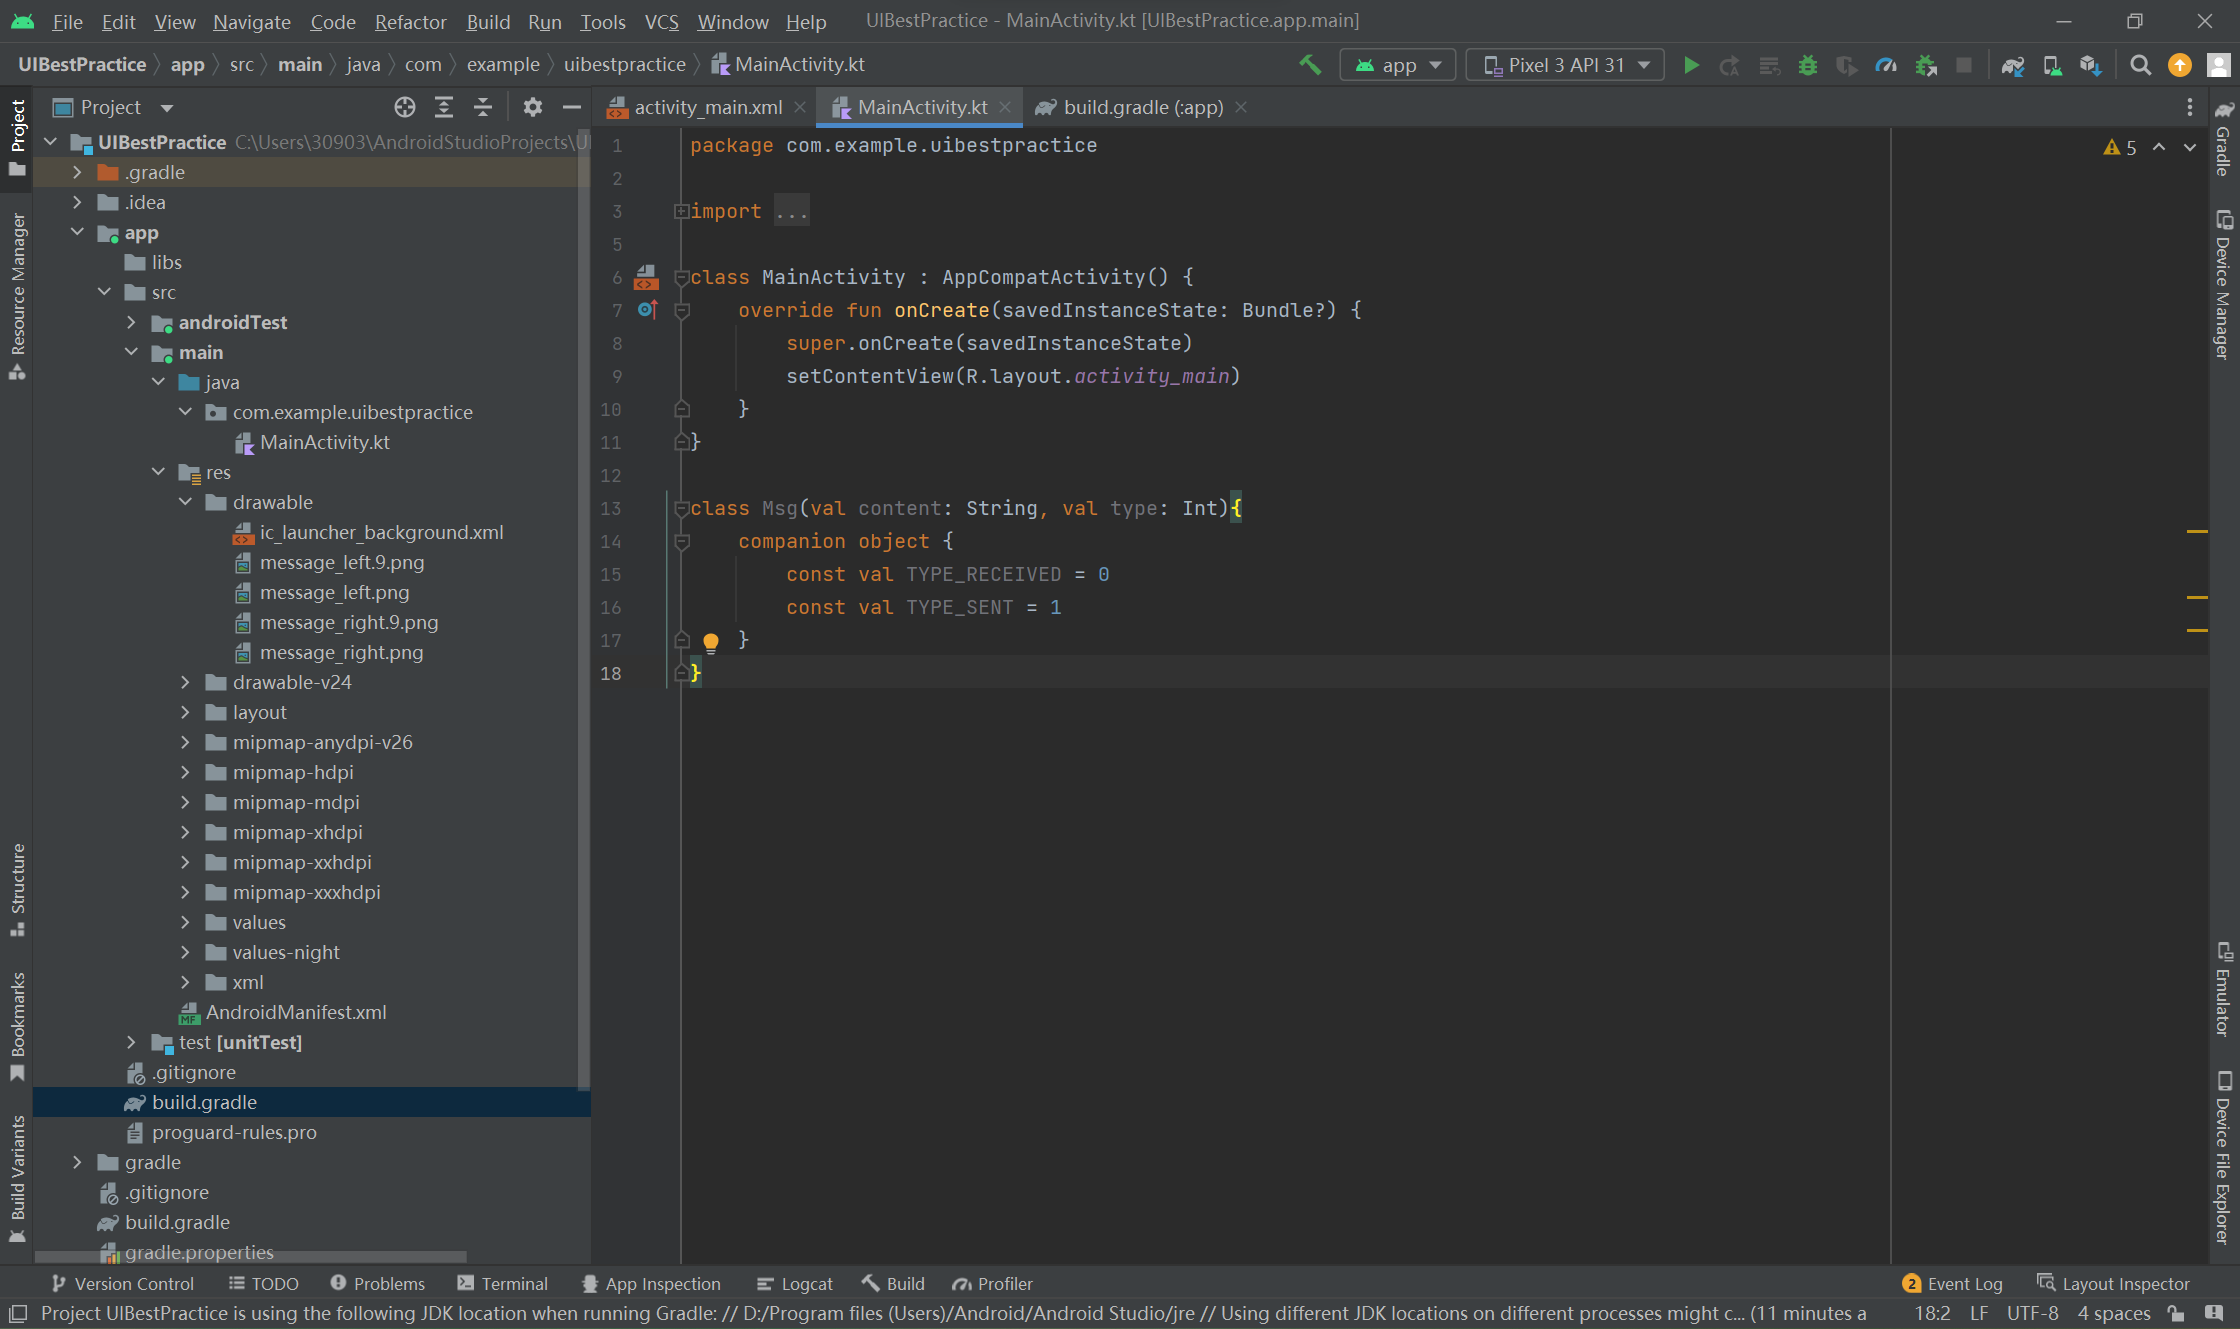 File Edit View Navigate Code Refactor Build Run Tools VCS Window Help UIBestPractice - MainActivity.kt [UIBestPractice.app.main]
UIBestPractice app src main java com example uibestpractice MainActivity.kt app Pixel 3 API 31
Project
activity_main.xml MainActivity.kt build.gradle (:app)
UIBestPractice C:\Users\30903\AndroidStudioProjects\UI
.gradle
.idea
app
libs
src
androidTest
main
java
com.example.uibestpractice
MainActivity.kt
res
drawable
ic_launcher_background.xml
message_left.9.png
message_left.png
message_right.9.png
message_right.png
drawable-v24
layout
mipmap-anydpi-v26
mipmap-hdpi
mipmap-mdpi
mipmap-xhdpi
mipmap-xxhdpi
mipmap-xxxhdpi
values
values-night
xml
AndroidManifest.xml
test [unitTest]
.gitignore
build.gradle
proguard-rules.pro
gradle
.gitignore
build.gradle
gradle.properties
1 package com.example.uibestpractice
2
3 import ...
5
6 class MainActivity : AppCompatActivity() {
7 override fun onCreate(savedInstanceState: Bundle?) {
8 super.onCreate(savedInstanceState)
9 setContentView(R.layout.activity_main)
10 }
11 }
12
13 class Msg(val content: String, val type: Int){
14 companion object {
15 const val TYPE_RECEIVED = 0
16 const val TYPE_SENT = 1
17 }
18 }
5
Project
Resource Manager
Structure
Bookmarks
Build Variants
Gradle
Device Manager
Emulator
Device File Explorer
Version Control TODO Problems Terminal App Inspection Logcat Build Profiler 2 Event Log Layout Inspector
Project UIBestPractice is using the following JDK location when running Gradle: // D:/Program files (Users)/Android/Android Studio/jre // Using different JDK locations on different processes might c... (11 minutes a 18:2 LF UTF-8 4 spaces